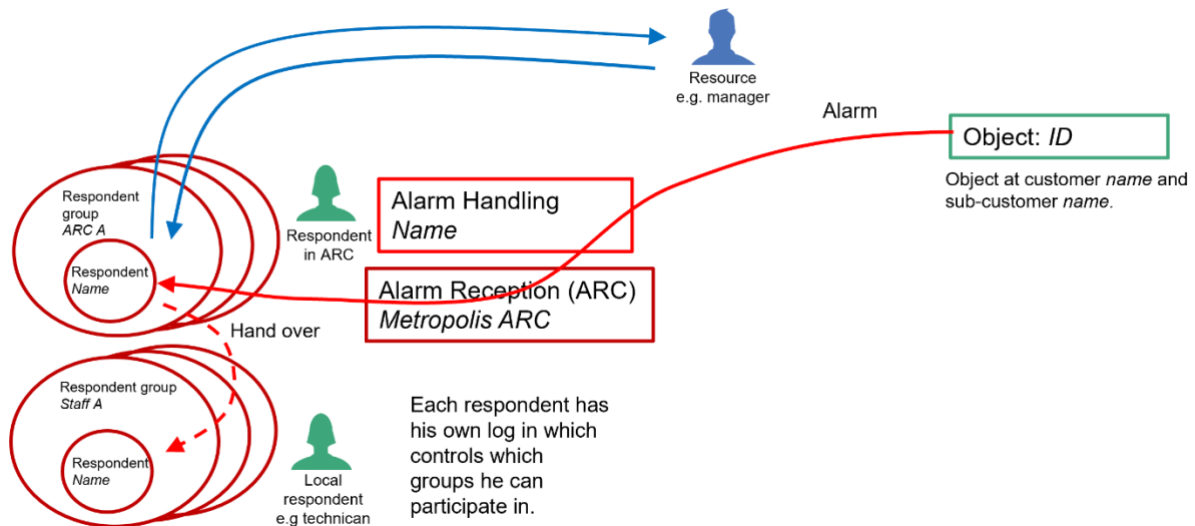 Resource
e.g. manager
Alarm
Object: ID
Object at customer name and
sub-customer name.
Respondent
group
ARC A
Respondent
Name
Respondent
in ARC
Alarm Handling
Name
Alarm Reception (ARC)
Metropolis ARC
Hand over
Respondent group
Staff A
Respondent
Name
Local
respondent
e.g technican
Each respondent has
his own log in which
controls which
groups he can
participate in.